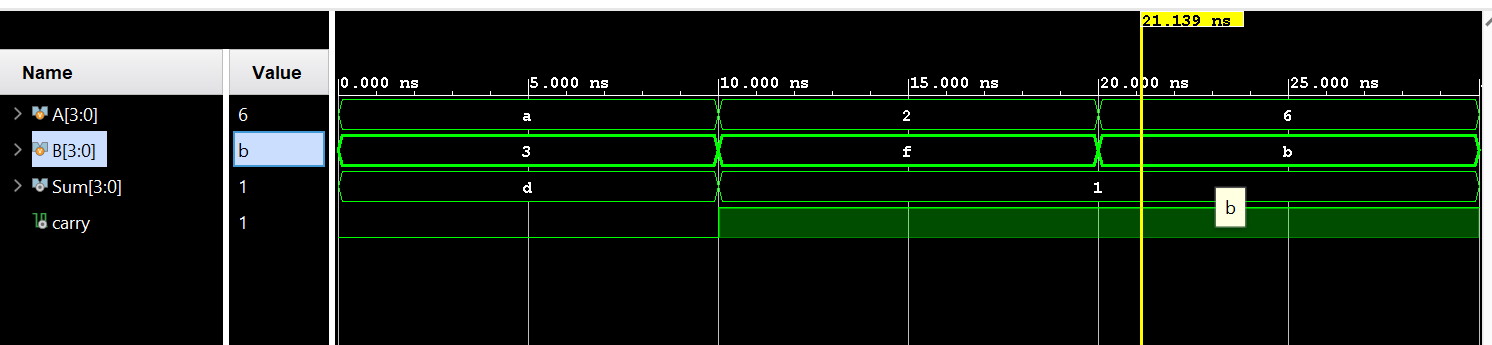 21.139 ns
Name Value
0.000 ns 5.000 ns 10.000 ns 15.000 ns 20.000 ns 25.000 ns
A[3:0] 6 a 2 6
B[3:0] b 3 f b
Sum[3:0] 1 d 1
b
carry 1